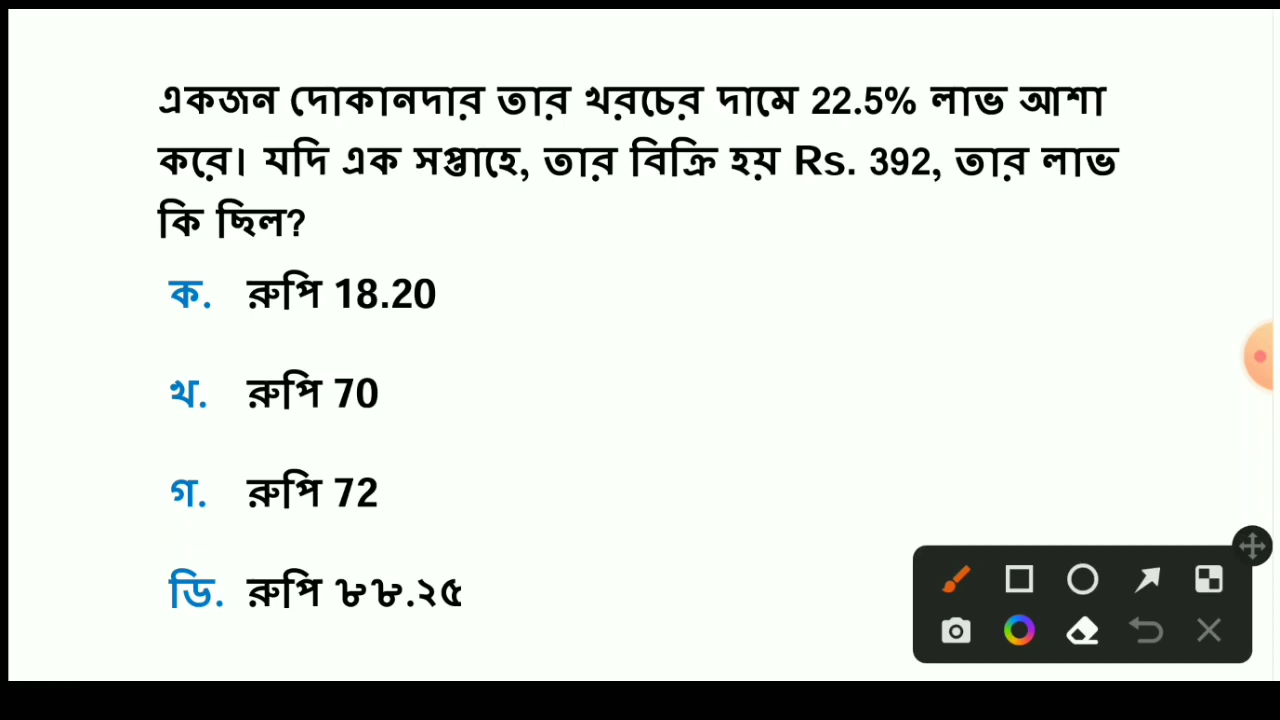 একজন দোকানদার তার খরচের দামে 22.5% লাভ আশা
করে। যদি এক সপ্তাহে, তার বিক্রি হয় Rs. 392, তার লাভ
কি ছিল?
ক. রুপি 18.20
খ. রুপি 70
গ. রুপি 72
ডি. রুপি ৮৮.২৫